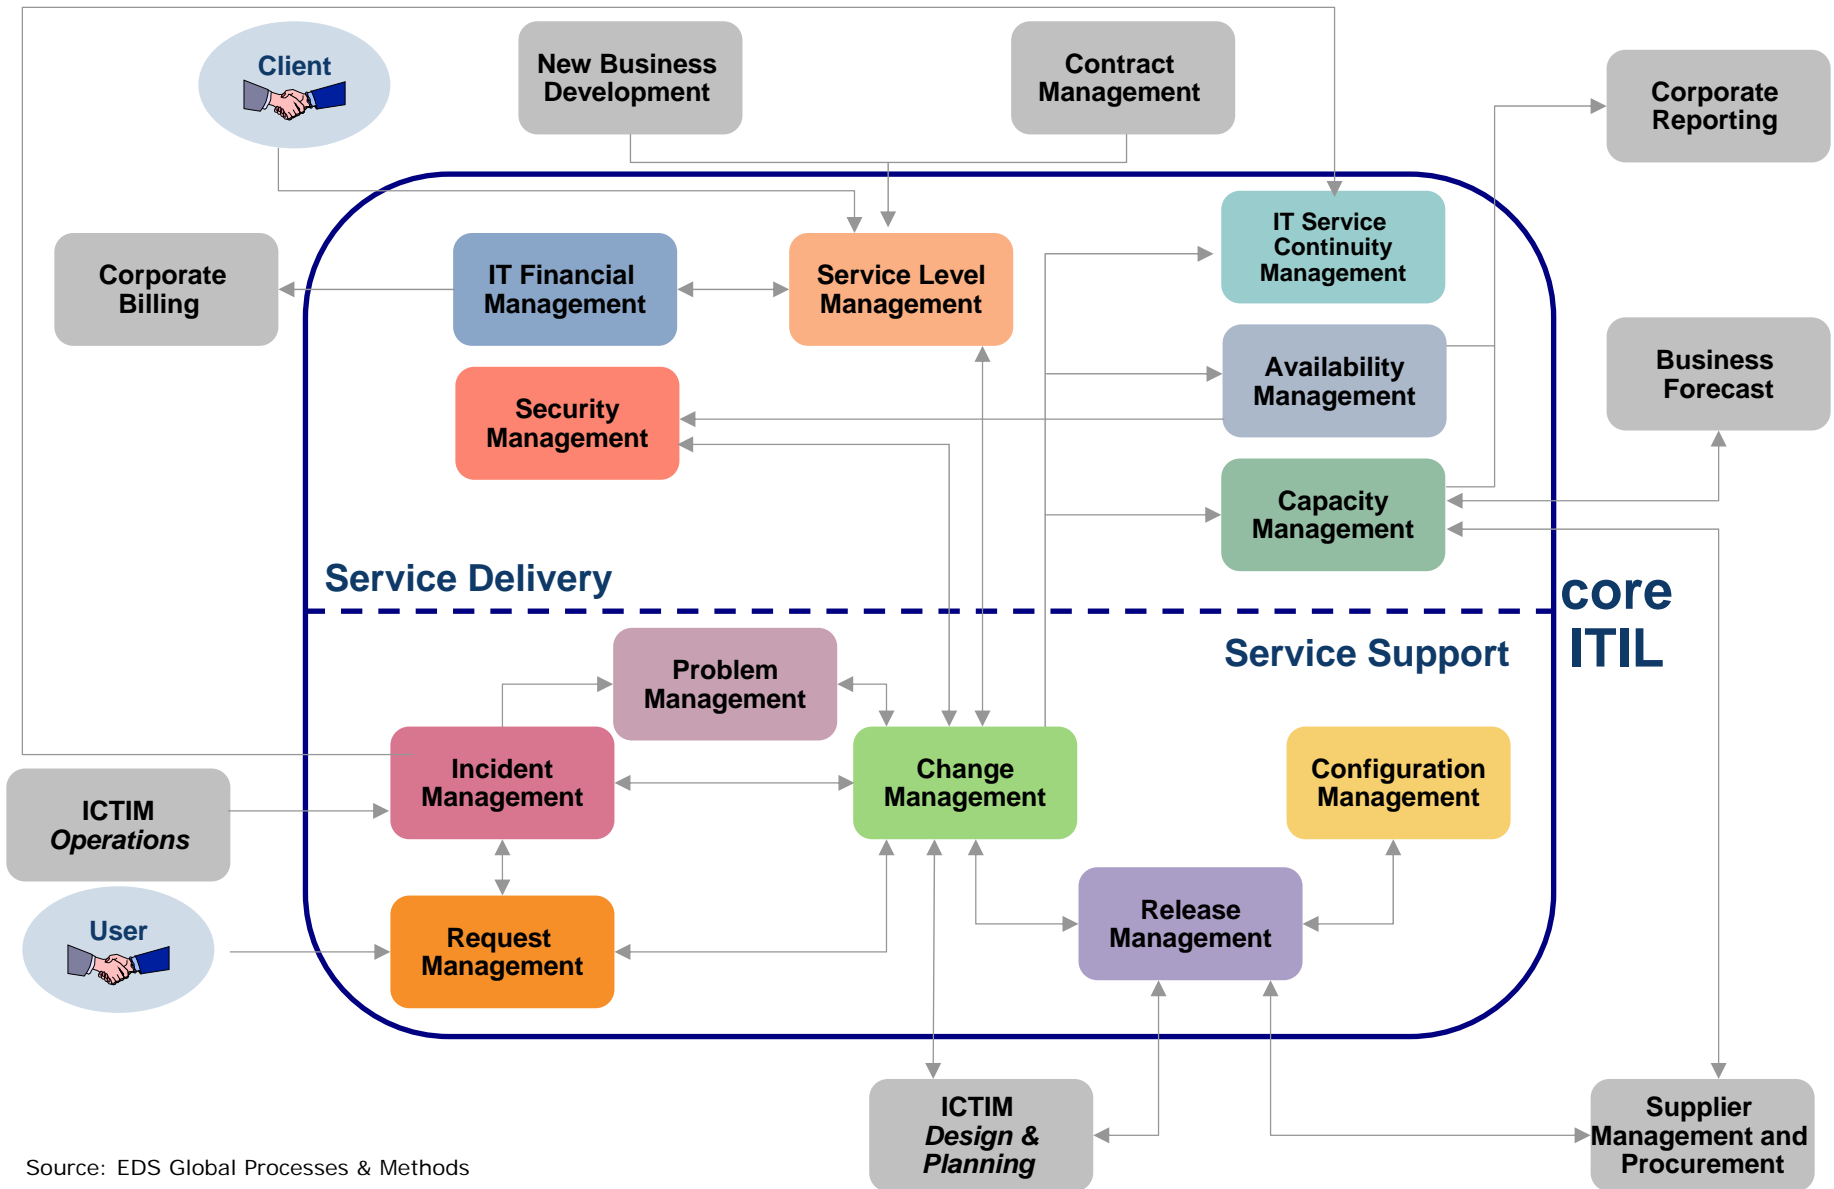 Client
New Business
Development
Contract
Management
Corporate
Reporting
Corporate
Billing
IT Financial
Management
Service Level
Management
IT Service
Continuity
Management
Security
Management
Availability
Management
Business
Forecast
Capacity
Management
Service Delivery
core
ITIL
Service Support
Problem
Management
Incident
Management
Change
Management
Configuration
Management
ICTIM
Operations
User
Request
Management
Release
Management
ICTIM
Design &
Planning
Supplier
Management and
Procurement
Source: EDS Global Processes & Methods